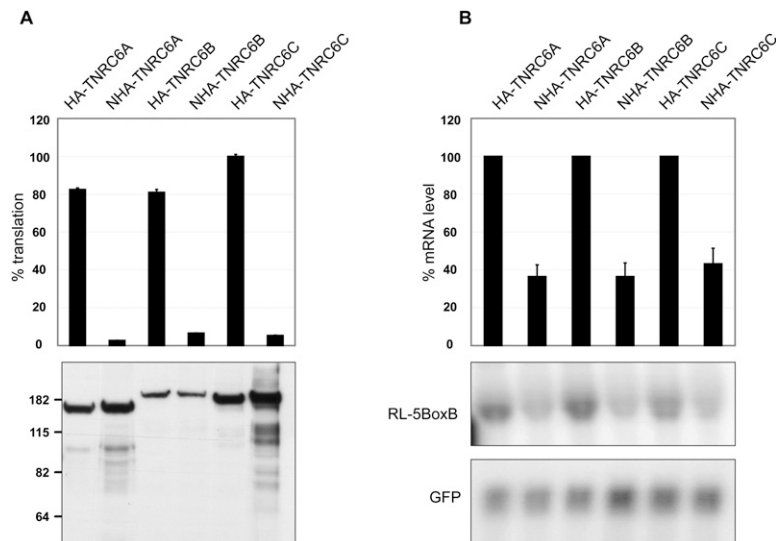 A
HA-TNRC6A
NHA-TNRC6A
HA-TNRC6B
NHA-TNRC6B
HA-TNRC6C
NHA-TNRC6C
120
100
80
60
40
20
0
% translation
182
115
82
64
B
HA-TNRC6A
NHA-TNRC6A
HA-TNRC6B
NHA-TNRC6B
HA-TNRC6C
NHA-TNRC6C
120
100
80
60
40
20
0
% mRNA level
RL-5BoxB
GFP